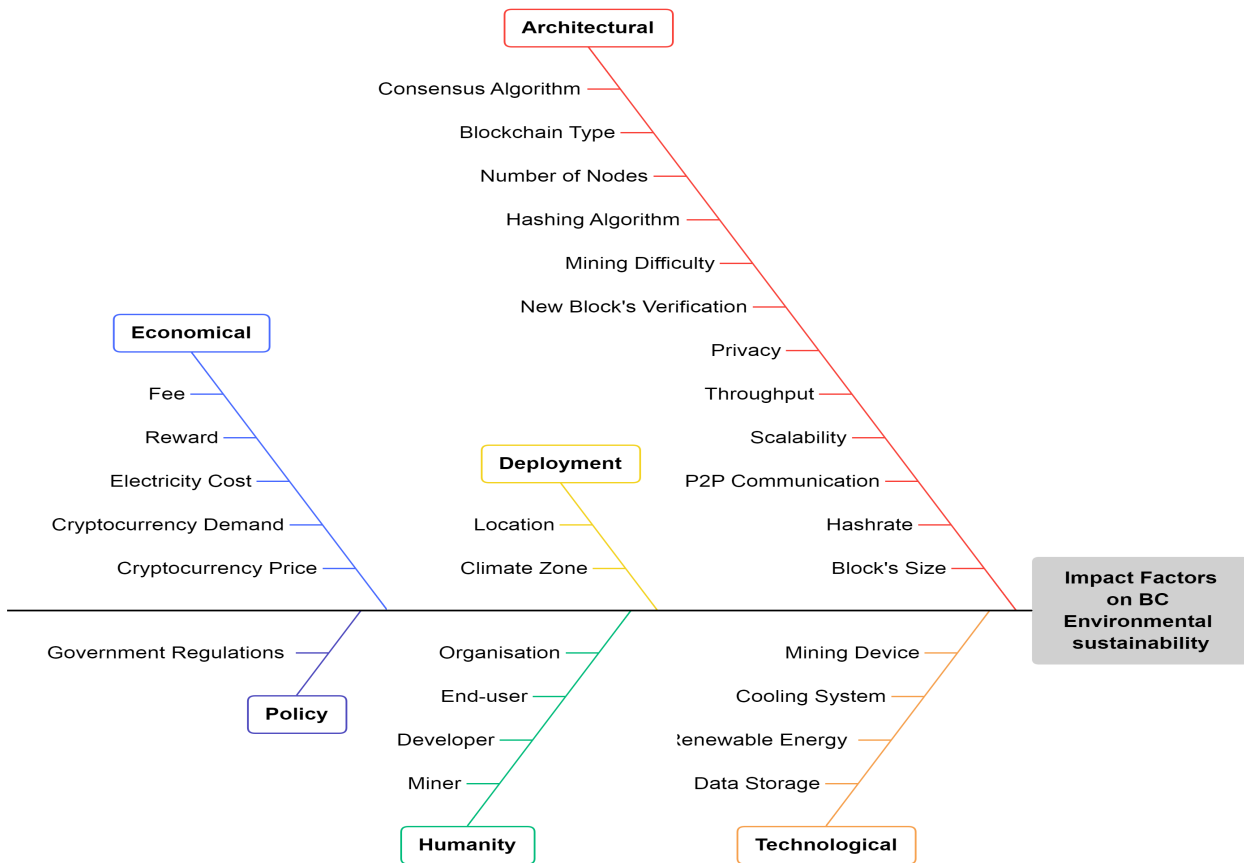 Architectural
Consensus Algorithm
Blockchain Type
Number of Nodes
Hashing Algorithm
Mining Difficulty
New Block's Verification
Privacy
Throughput
Scalability
P2P Communication
Hashrate
Block's Size
Economical
Fee
Reward
Electricity Cost
Cryptocurrency Demand
Cryptocurrency Price
Deployment
Location
Climate Zone
Impact Factors
on BC
Environmental
sustainability
Government Regulations
Policy
Organisation
End-user
Developer
Miner
Humanity
Mining Device
Cooling System
Renewable Energy
Data Storage
Technological